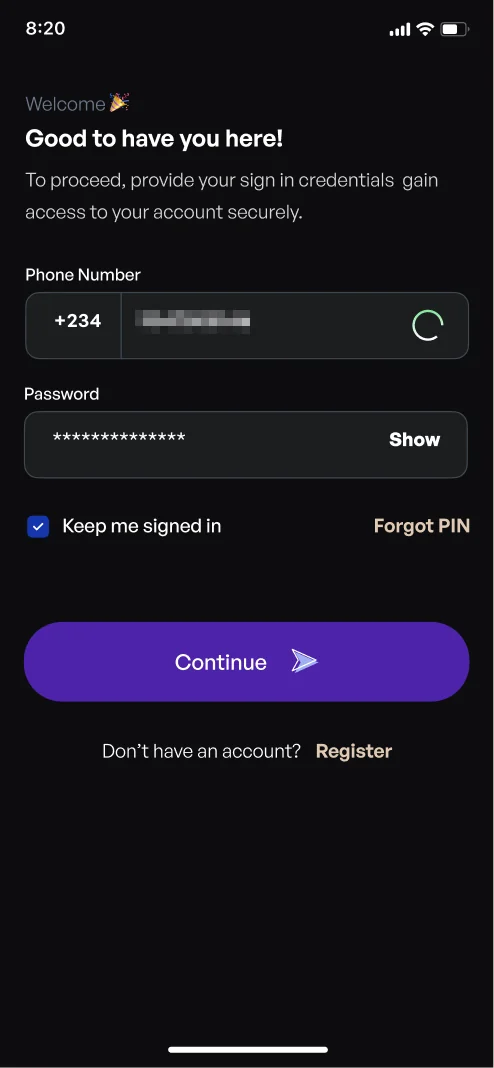 8:20
Welcome🎉
Good to have you here!
To proceed, provide your sign in credentials gain
access to your account securely.
Phone Number
+234
Password
**************
Show
Keep me signed in
Forgot PIN
Continue
Don’t have an account? Register